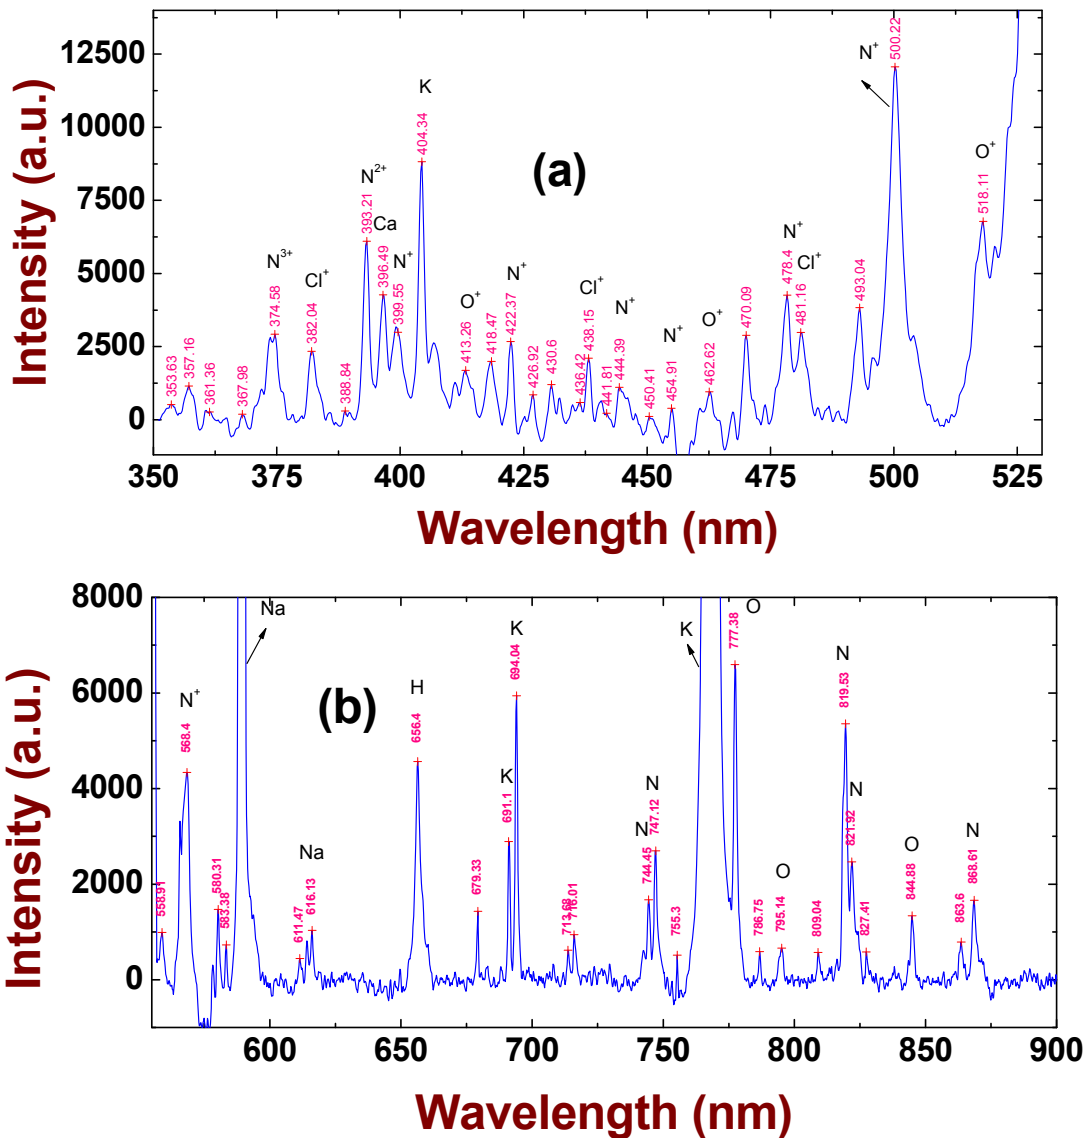 Intensity (a.u.)
12500
10000
7500
5000
2500
0
(a)
353.63
357.16
361.36
367.98
N3+
374.58
Cl+
382.04
388.84
N2+
393.21
Ca
396.49
N+
399.55
K
404.34
O+
413.26
418.47
N+
422.37
426.92
430.6
436.42
Cl+
438.15
441.81
N+
444.39
450.41
N+
454.91
O+
462.62
470.09
N+
478.4
Cl+
481.16
493.04
N+
500.22
O+
518.11
350 375 400 425 450 475 500 525
Wavelength (nm)
Intensity (a.u.)
8000
6000
4000
2000
0
(b)
558.91
N+
568.4
580.31
583.38
Na
611.47
Na
616.13
H
656.4
679.33
K
691.1
K
694.04
713.68
716.01
N
744.45
N
747.12
755.3
K
O
777.38
786.75
O
795.14
809.04
N
819.53
N
821.92
827.41
O
844.88
863.6
N
868.61
600 650 700 750 800 850 900
Wavelength (nm)